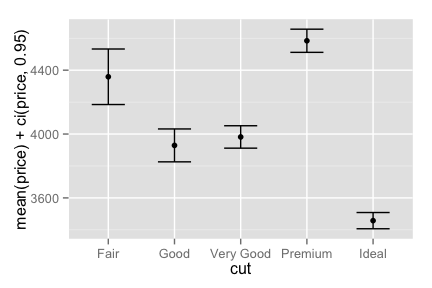 mean(price) + ci(price, 0.95)
4400
4000
3600
Fair Good Very Good Premium Ideal
cut